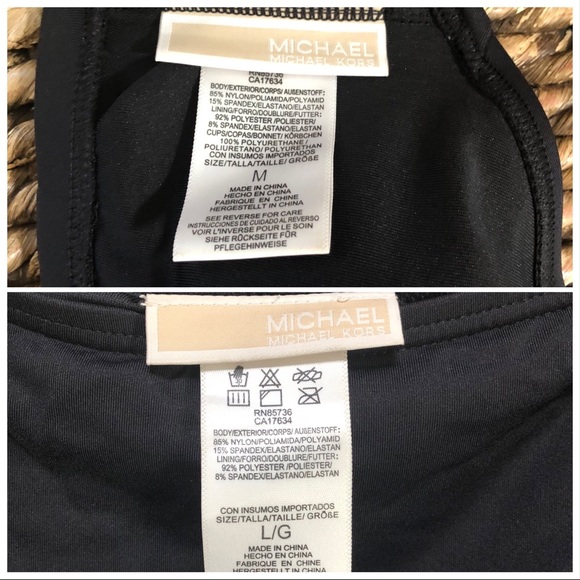 MICHAEL
MICHAEL KORS
RN85736
CA17634
BODY/EXTERIOR/CORPS/ AUSENSTOFF:
85% NYLON/POLIAMIDA/POLYAMID
15% SPANDEX/ELASTANO/ELASTAN
LINING/FORRO/DOUBLURE/FUTTER:
92% POLYESTER /POLIESTER/
8% SPANDEX/ELASTANO/ELASTAN
CUPS/COPAS/BONNET/ KÖRBCHEN
100% POLYURETHANE/
POLIURETANO/ POLYURETHAN
CON INSUMOS IMPORTADOS
SIZE/TALLA/TAILLE/ GRÖßE
M
MADE IN CHINA
HECHO EN CHINA
FABRIQUE EN CHINE
HERGESTELLT IN CHINA
SEE REVERSE FOR CARE
INSTRUCCIONES DE CUIDADO AL REVERSO
VOIR L'INVERSE POUR LE SOIN
SIEHE RÜCKSEITE FÜR
PFLEGEHINWEISE
MICHAEL
MICHAEL KORS
RN85736
CA17634
BODY/EXTERIOR/CORPS/ AUSENSTOFF:
85% NYLON/POLIAMIDA/POLYAMID
15% SPANDEX/ELASTANO/ELASTAN
LINING/FORRO/DOUBLURE/FUTTER:
92% POLYESTER /POLIESTER/
8% SPANDEX/ELASTANO/ELASTAN
CON INSUMOS IMPORTADOS
SIZE/TALLA/TAILLE/ GRÖßE
L/G
MADE IN CHINA
HECHO EN CHINA
FABRIQUE EN CHINE
HERGESTELLT IN CHINA